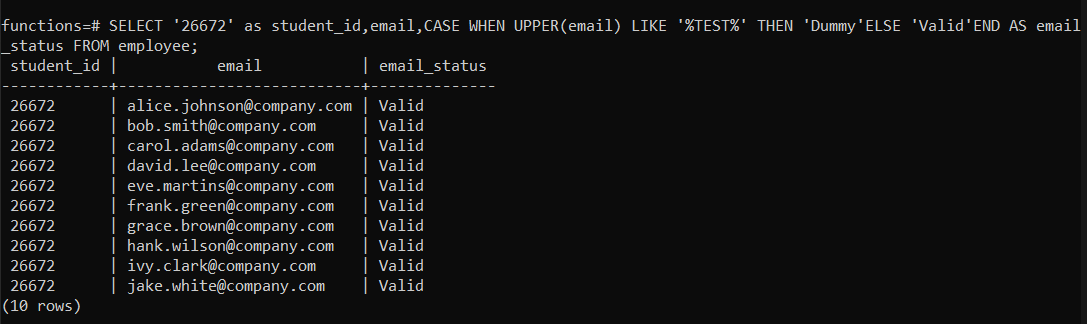 functions=# SELECT '26672' as student_id,email,CASE WHEN UPPER(email) LIKE '%TEST%' THEN 'Dummy'ELSE 'Valid'END AS email
_status FROM employee;
 student_id |           email           | email_status
------------+---------------------------+--------------
 26672      | alice.johnson@company.com | Valid
 26672      | bob.smith@company.com     | Valid
 26672      | carol.adams@company.com   | Valid
 26672      | david.lee@company.com     | Valid
 26672      | eve.martins@company.com   | Valid
 26672      | frank.green@company.com   | Valid
 26672      | grace.brown@company.com   | Valid
 26672      | hank.wilson@company.com   | Valid
 26672      | ivy.clark@company.com     | Valid
 26672      | jake.white@company.com    | Valid
(10 rows)